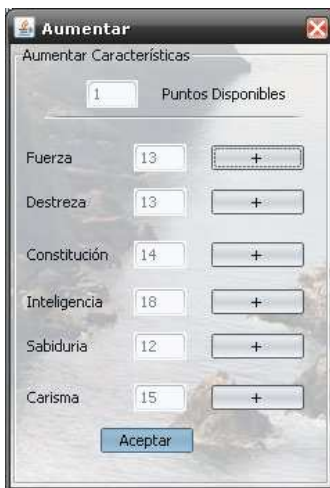 Aumentar
Aumentar Características
1 Puntos Disponibles
Fuerza 13 +
Destreza 13 +
Constitución 14 +
Inteligencia 18 +
Sabiduria 12 +
Carisma 15 +
Aceptar